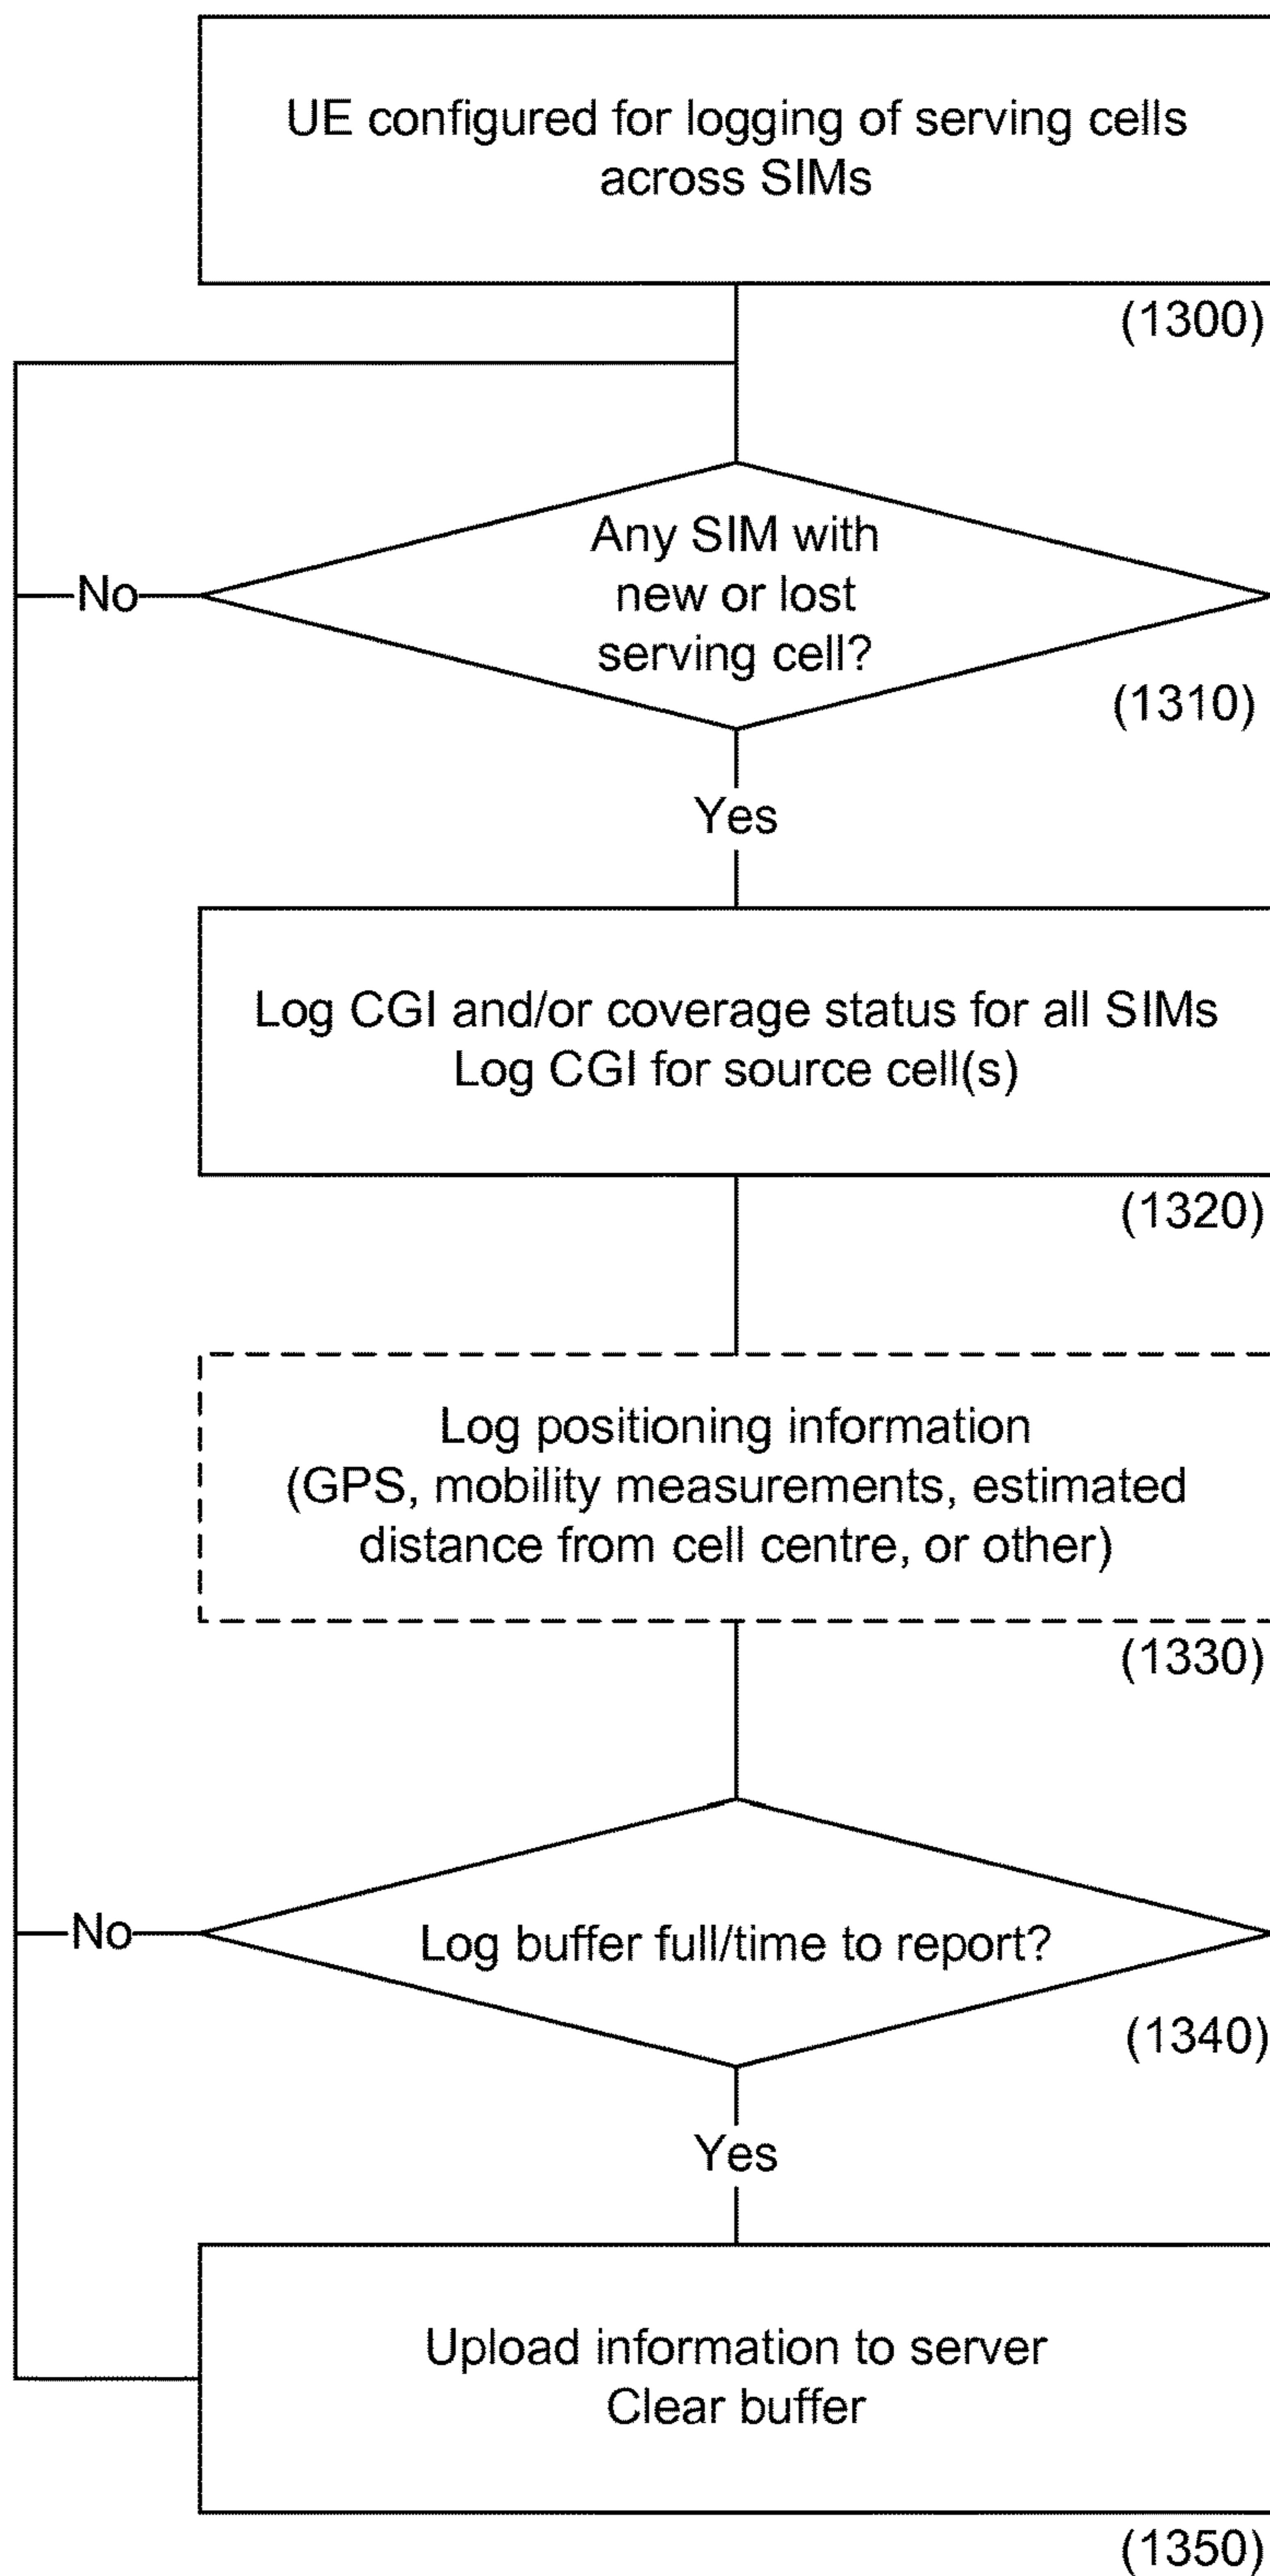 UE configured for logging of serving cells
across SIMs
(1300)
Any SIM with
new or lost
serving cell?
No
(1310)
Yes
Log CGI and/or coverage status for all SIMs
Log CGI for source cell(s)
(1320)
Log positioning information
(GPS, mobility measurements, estimated
distance from cell centre, or other)
(1330)
No
Log buffer full/time to report?
(1340)
Yes
Upload information to server
Clear buffer
(1350)